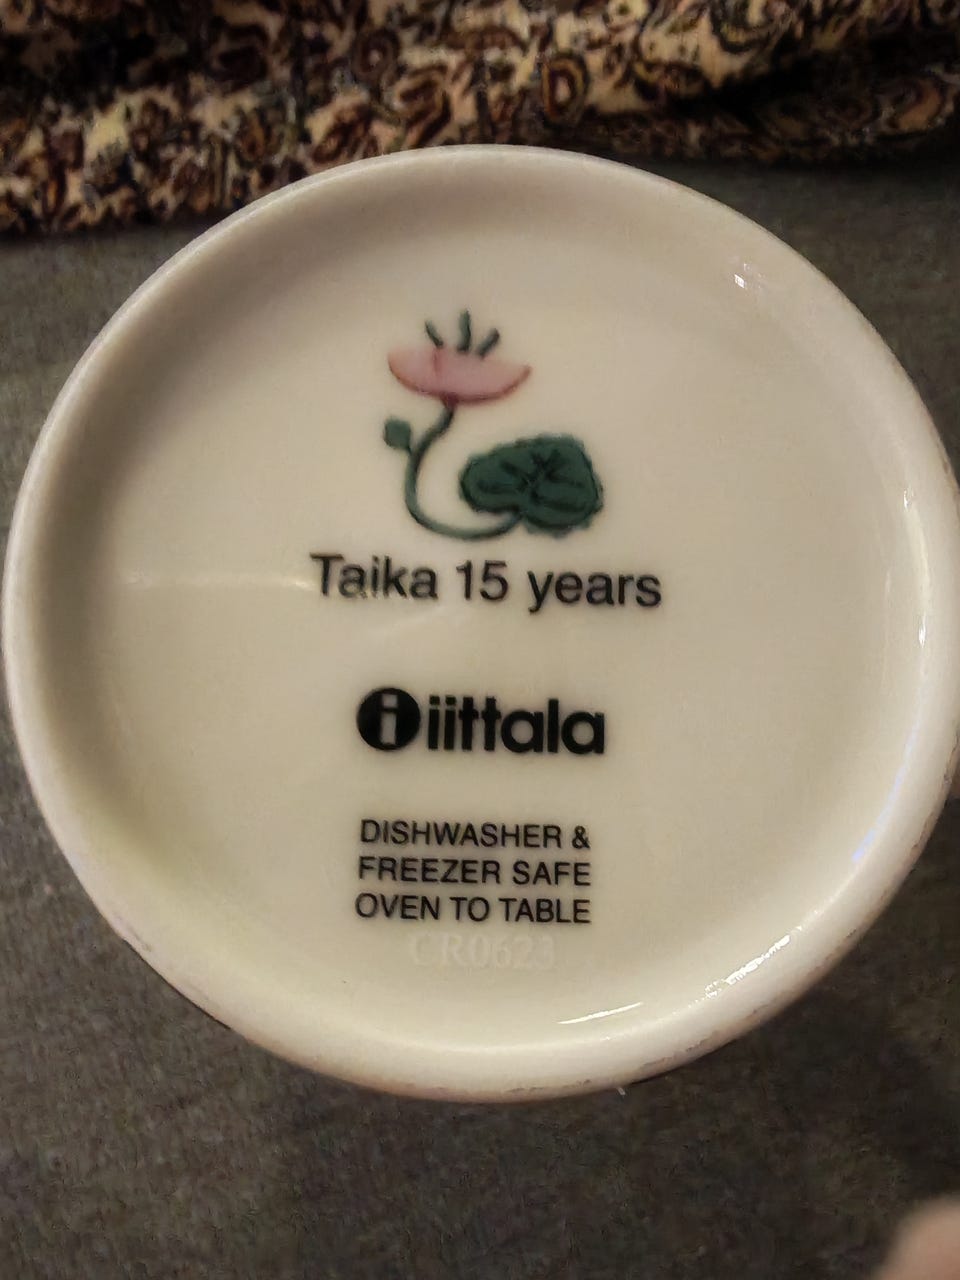 Taika 15 years
iittala
DISHWASHER &
FREEZER SAFE
OVEN TO TABLE
CR0623